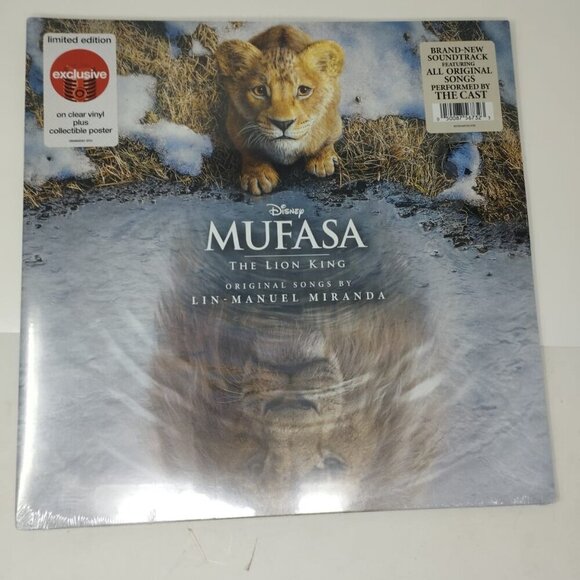 limited edition
exclusive
on clear vinyl
plus
collectible poster
BRAND-NEW
SOUNDTRACK
FEATURING
ALL ORIGINAL
SONGS
PERFORMED BY
THE CAST
Disney
MUFASA
THE LION KING
ORIGINAL SONGS BY
LIN-MANUEL MIRANDA